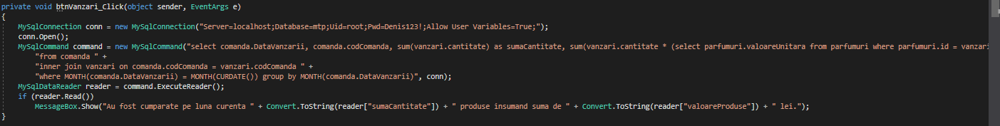 private void btnVanzari_Click(object sender, EventArgs e)
{
MySqlConnection conn = new MySqlConnection("Server=localhost;Database=mtp;Uid=root;Pwd=Denis123!;Allow User Variables=True;");
conn.Open();
MySqlCommand command = new MySqlCommand("select comanda.DataVanzarii, comanda.codComanda, sum(vanzari.cantitate) as sumaCantitate, sum(vanzari.cantitate * (select parfumuri.valoareUnitara from parfumuri where parfumuri.id = vanzari
"from comanda " +
"inner join vanzari on comanda.codComanda = vanzari.codComanda " +
"where MONTH(comanda.DataVanzarii) = MONTH(CURDATE()) group by MONTH(comanda.DataVanzarii)", conn);
MySqlDataReader reader = command.ExecuteReader();
if (reader.Read())
MessageBox.Show("Au fost cumparate pe luna curenta " + Convert.ToString(reader["sumaCantitate"]) + " produse insumand suma de " + Convert.ToString(reader["valoareProduse"]) + " lei.");
}